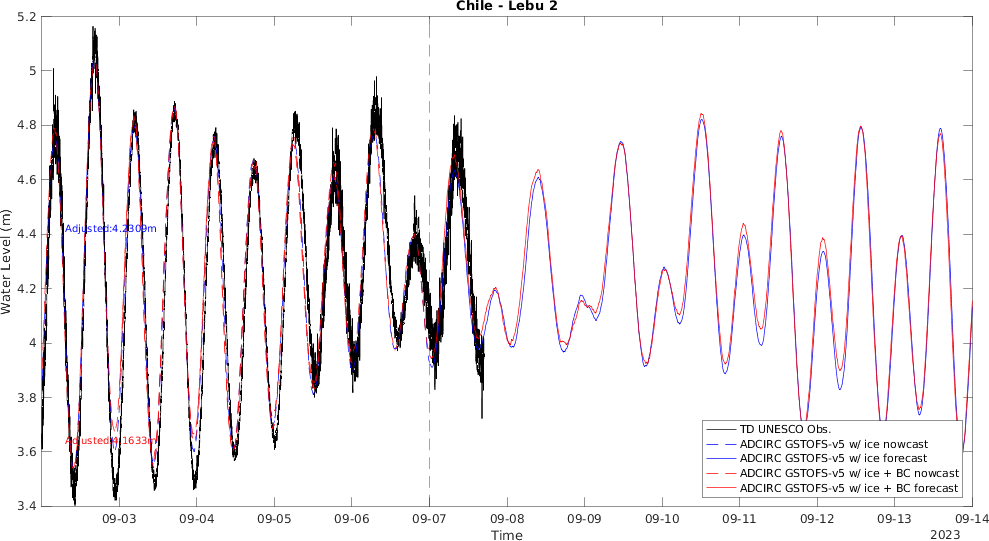 Chile - Lebu 2
5.2
5
4.8
4.6
4.4
4.2
4
3.8
3.6
3.4
Water Level (m)
Adjusted:4.2309m
Adjusted:4.1633m
TD UNESCO Obs.
ADCIRC GSTOFS-v5 w/ ice nowcast
ADCIRC GSTOFS-v5 w/ ice forecast
ADCIRC GSTOFS-v5 w/ ice + BC nowcast
ADCIRC GSTOFS-v5 w/ ice + BC forecast
09-03 09-04 09-05 09-06 09-07 09-08 09-09 09-10 09-11 09-12 09-13 09-14
Time
2023